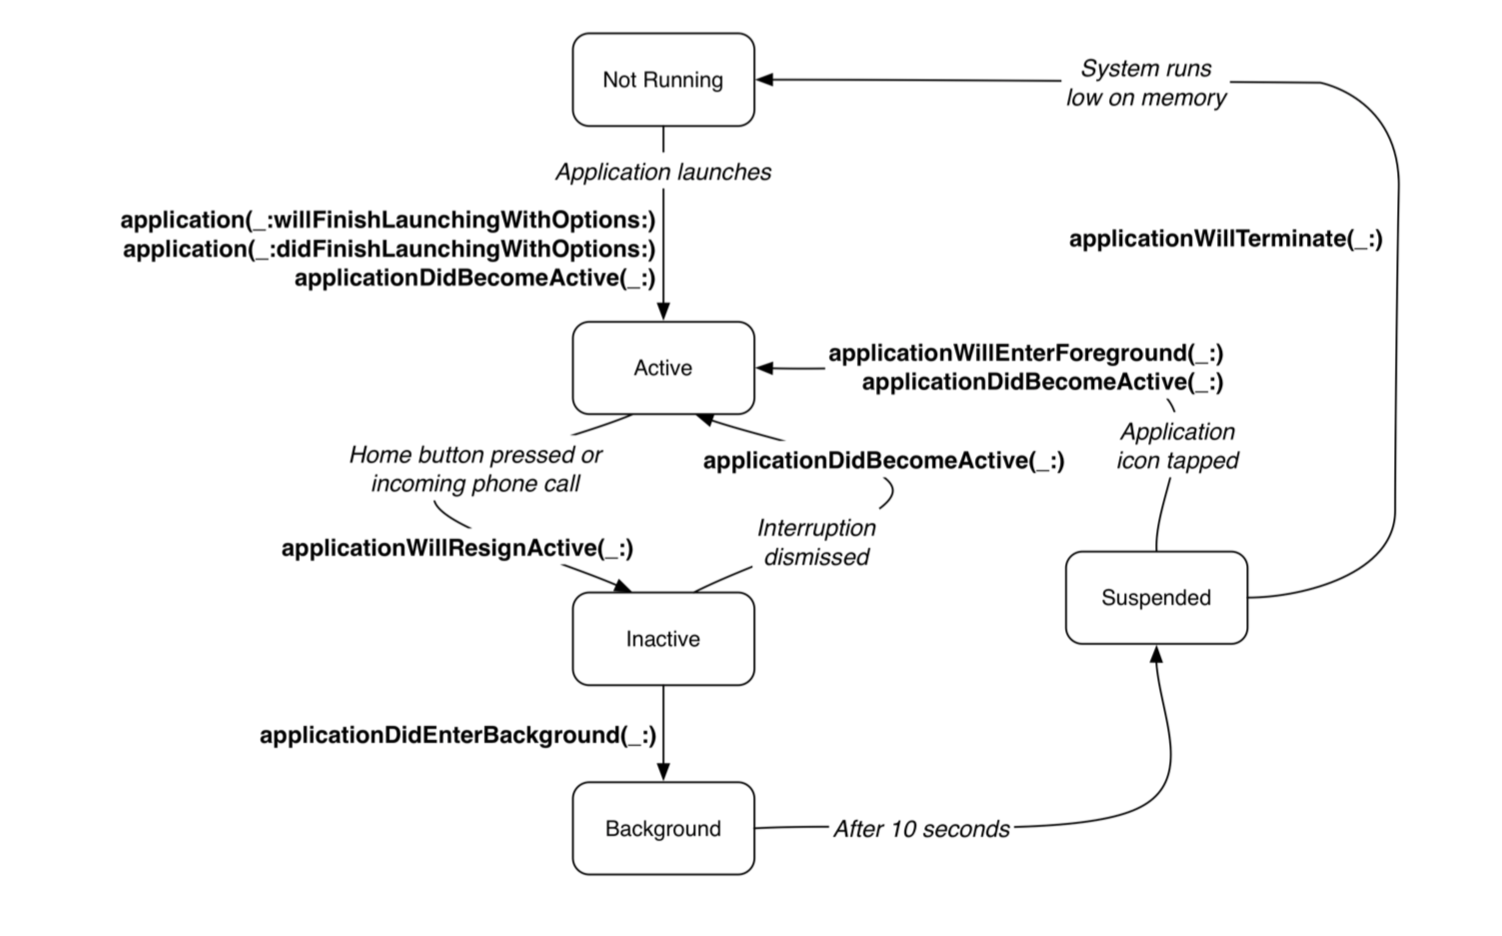 Not Running
System runs
low on memory
Application launches
application(_:willFinishLaunchingWithOptions:)
application(_:didFinishLaunchingWithOptions:)
applicationDidBecomeActive(_:)
applicationWillTerminate(_:)
Active
applicationWillEnterForeground(_:)
applicationDidBecomeActive(_:)
Application
icon tapped
Home button pressed or
incoming phone call
applicationDidBecomeActive(_:)
Interruption
dismissed
applicationWillResignActive(_:)
Suspended
Inactive
applicationDidEnterBackground(_:)
Background
After 10 seconds